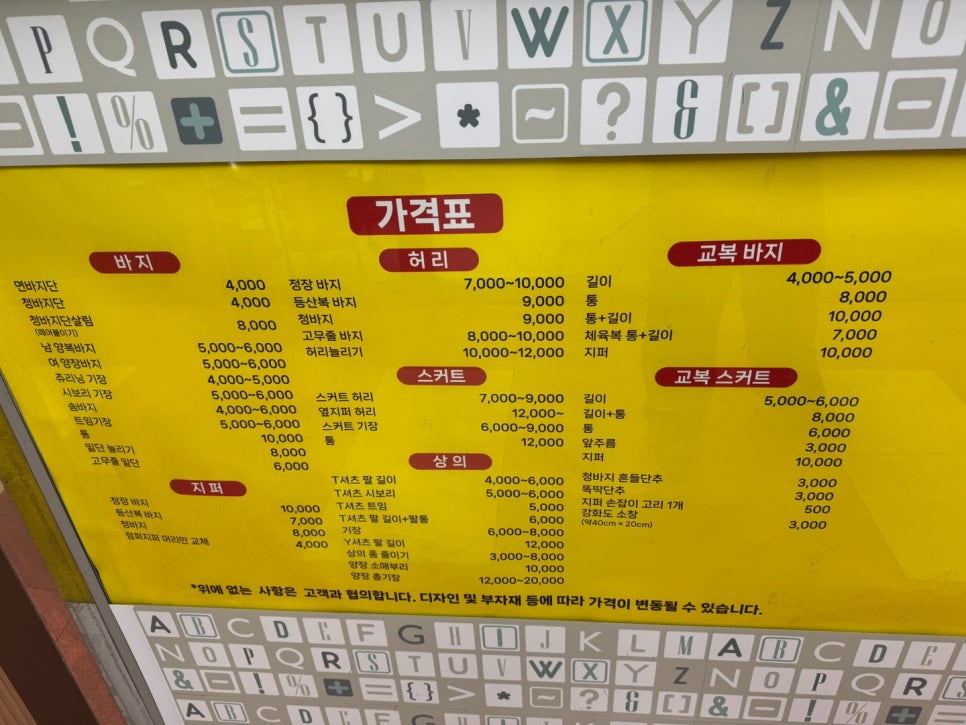 P Q R S T U V W X Y Z N O
- ! % + = { } > * ~ ? & [ ] & -
가격표
바 지
면바지단 4,000
청바지단 4,000
청바지단살림 8,000
(떼어붙이기)
남 양복바지 5,000~6,000
여 양장바지 5,000~6,000
츄리닝 기장 4,000~5,000
시보리 기장 5,000~6,000
솜바지 4,000~6,000
트임기장 5,000~6,000
통 10,000
밑단 늘리기 8,000
고무줄 밑단 6,000
지 퍼
정장 바지 10,000
등산복 바지 7,000
청바지 8,000
점퍼지퍼 머리만 교체 4,000
허 리
정장 바지 7,000~10,000
등산복 바지 9,000
청바지 9,000
고무줄 바지 8,000~10,000
허리늘리기 10,000~12,000
스커트
스커트 허리 7,000~9,000
옆지퍼 허리 12,000~
스커트 기장 6,000~9,000
통 12,000
상 의
T셔츠 팔 길이 4,000~6,000
T셔츠 시보리 5,000~6,000
T셔츠 트임 5,000
T셔츠 팔 길이+팔통 6,000
기장 6,000~8,000
Y셔츠 팔 길이 12,000
상의 품 줄이기 3,000~8,000
양장 소매부리 10,000
양장 총기장 12,000~20,000
교복 바지
길이 4,000~5,000
통 8,000
통+길이 10,000
체육복 통+길이 7,000
지퍼 10,000
교복 스커트
길이 5,000~6,000
길이+통 8,000
통 6,000
앞주름 3,000
지퍼 10,000
청바지 흔들단추 3,000
똑딱단추 3,000
지퍼 손잡이 고리 1개 500
강화도 소창 3,000
(약40cm × 20cm)
*위에 없는 사항은 고객과 협의합니다. 디자인 및 부자재 등에 따라 가격이 변동될 수 있습니다.
A B C D E F G H I J K L M A B C D E
N O P Q R S T U V W X Y Z N O P Q R S
& - ! % + = { } > * ~ ? & [ ] & - ! % +
A B C D E F G H I J K L M A B C D E